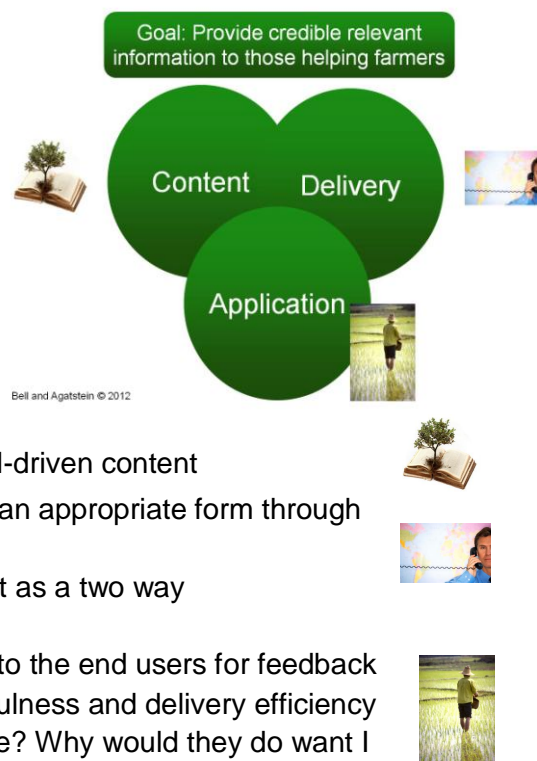 Goal: Provide credible relevant
information to those helping farmers
Content
Delivery
Application
Bell and Agatstein © 2012
-driven content
an appropriate form through
t as a two way
to the end users for feedback
ulness and delivery efficiency
e? Why would they do want I